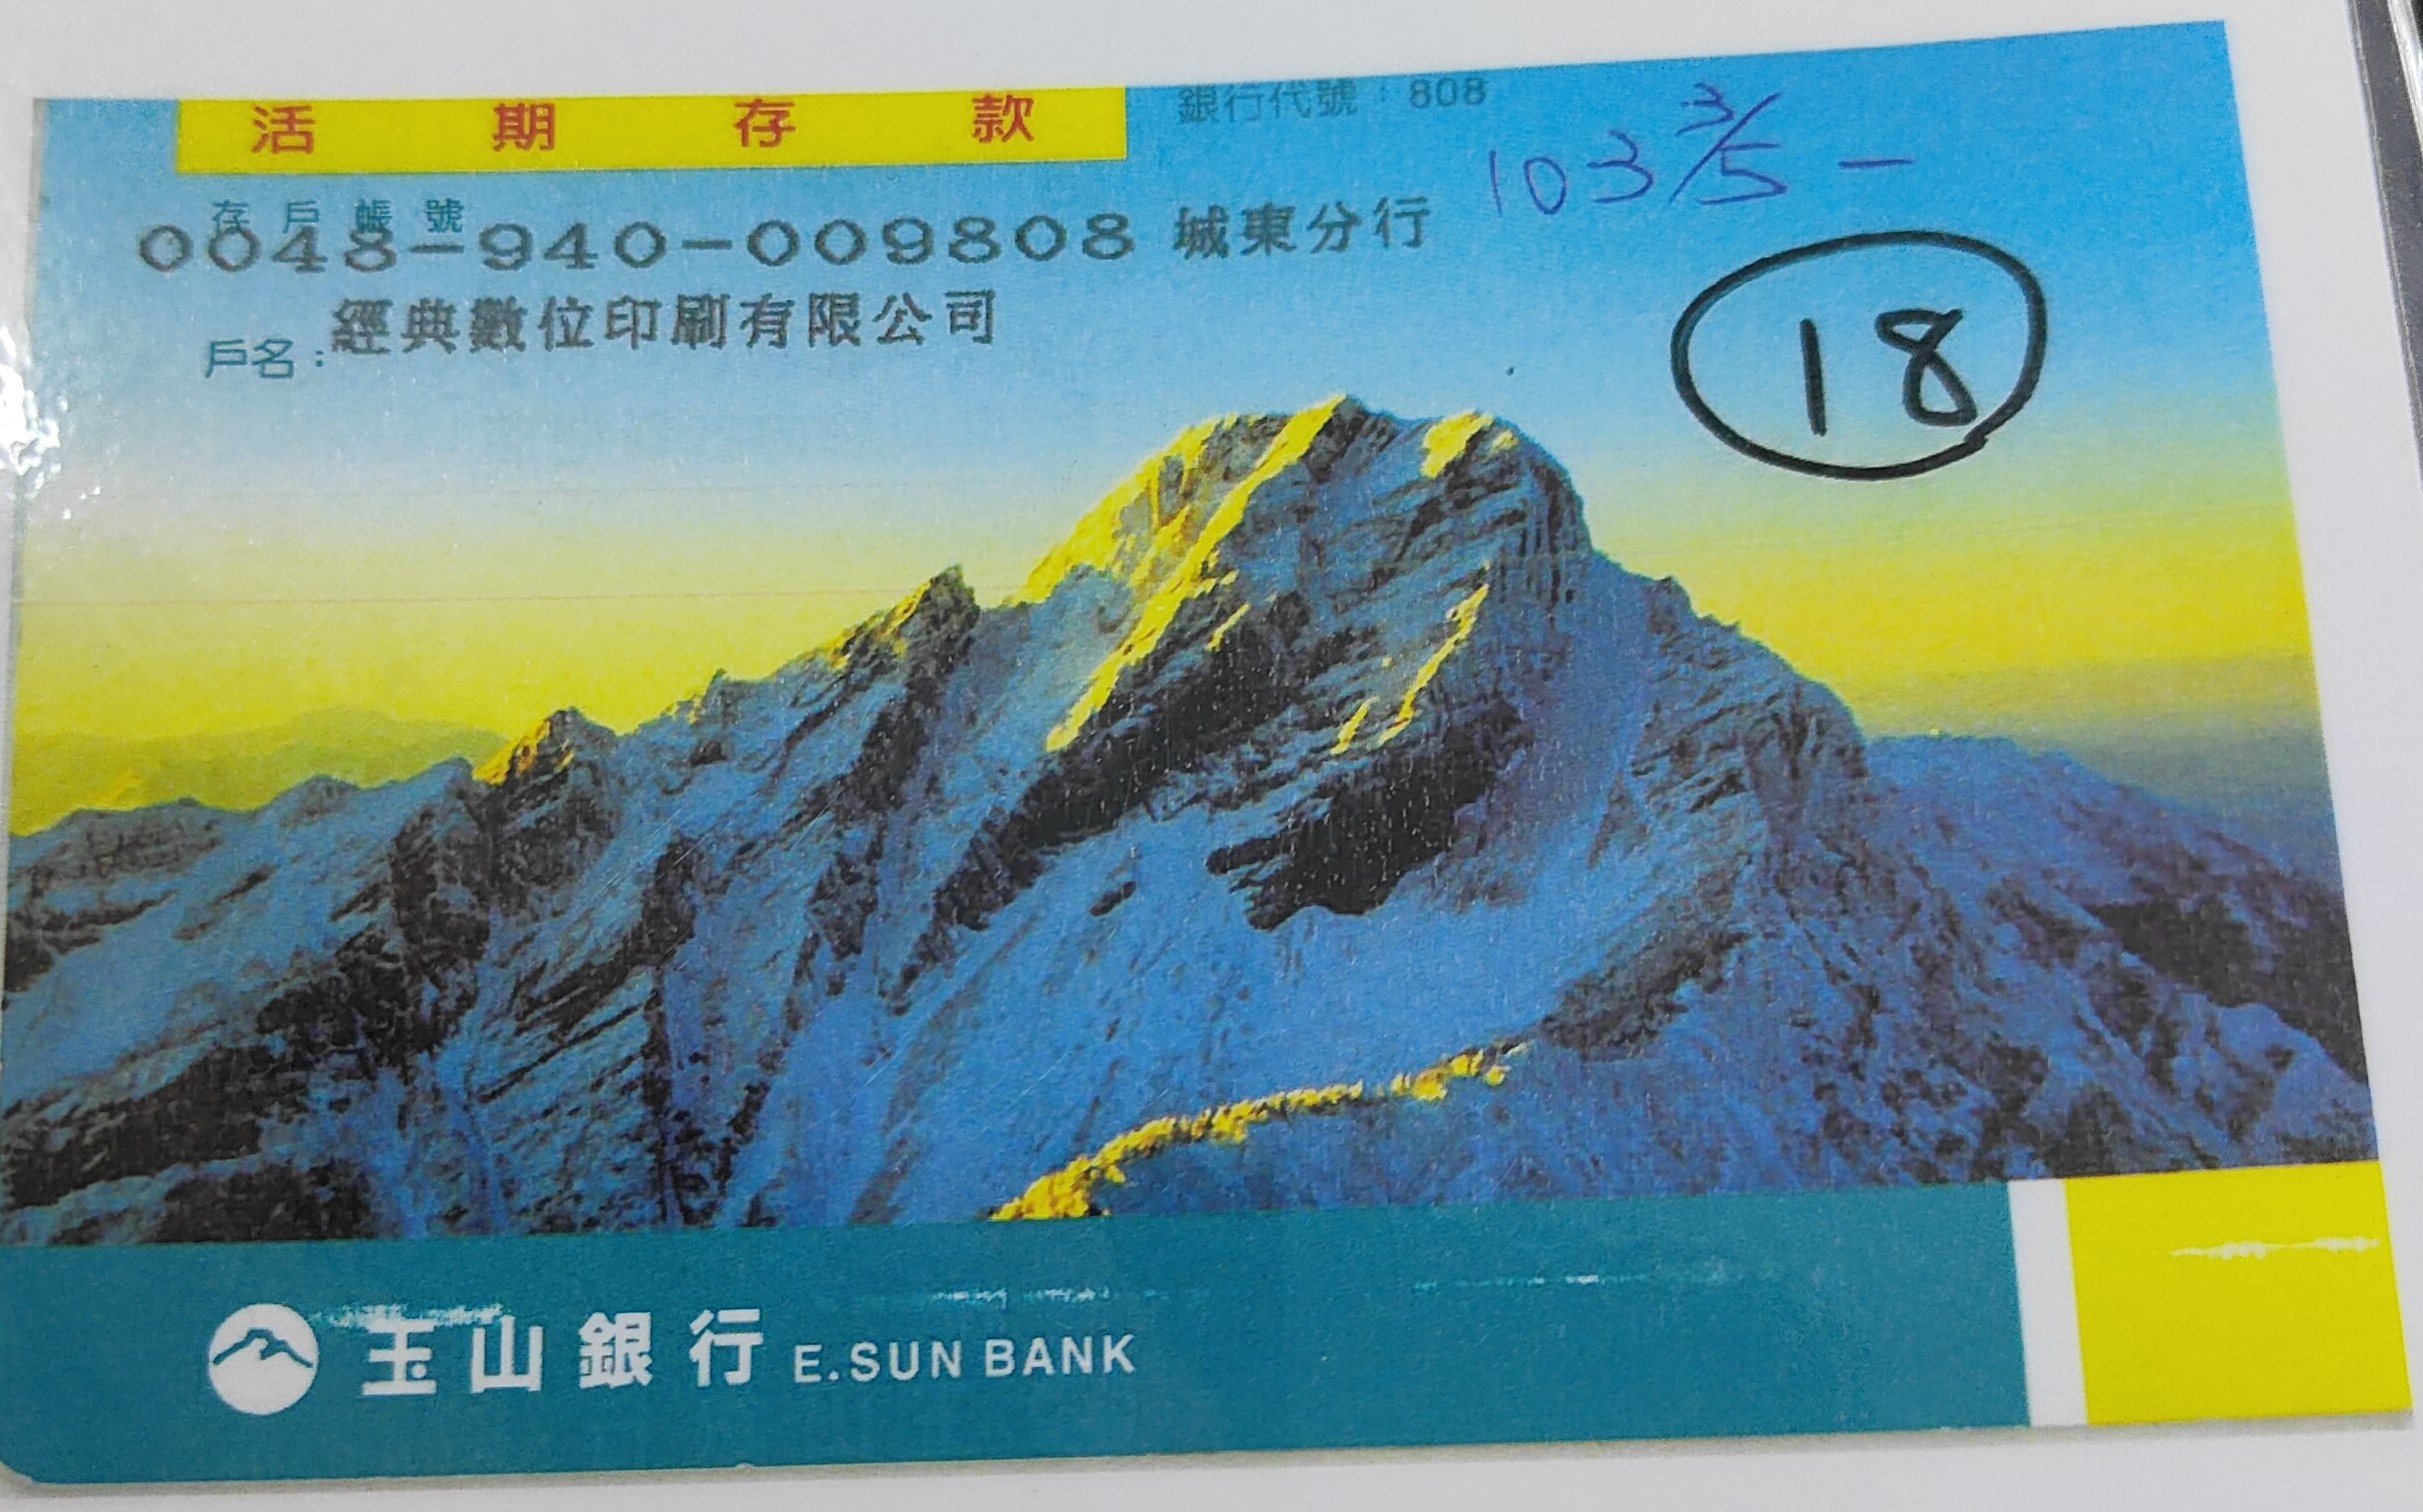 活期存款
銀行代號：808
103 3/5 —
存戶帳號
0048-940-009808 城東分行
戶名：經典數位印刷有限公司
18
玉山銀行 E.SUN BANK